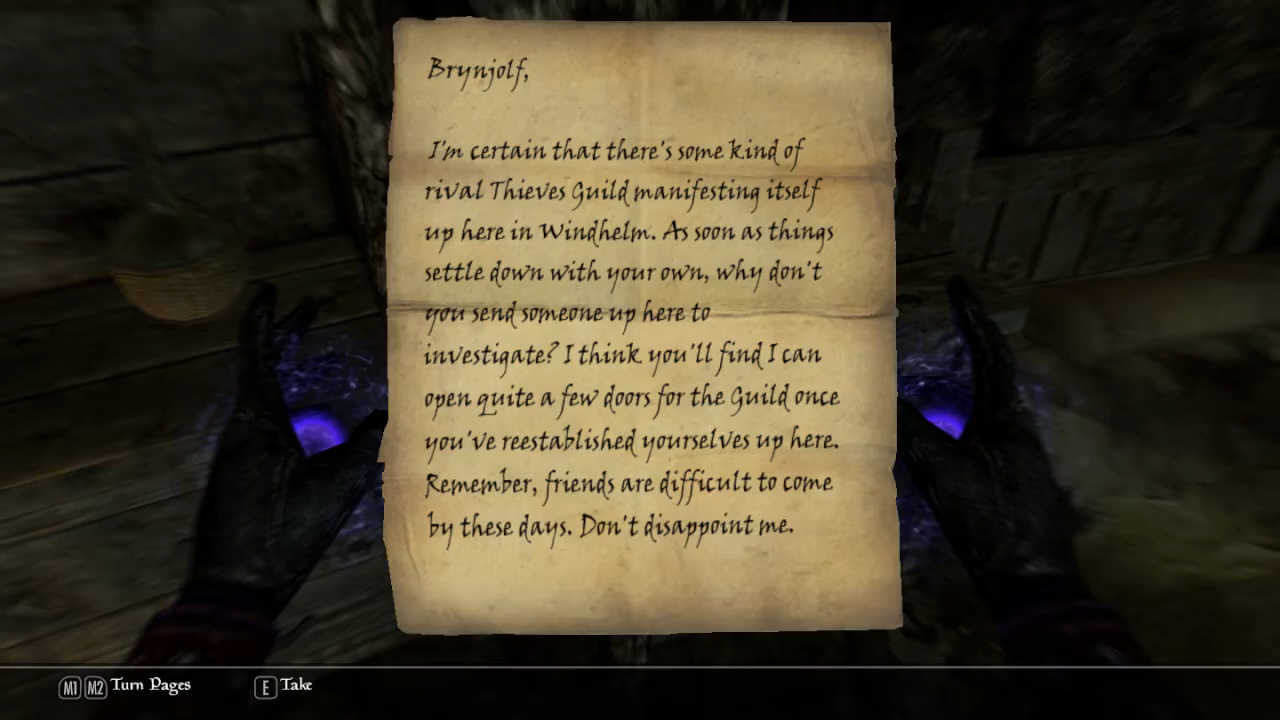 Brynjolf,
I'm certain that there's some kind of
rival Thieves Guild manifesting itself
up here in Windhelm. As soon as things
settle down with your own, why don't
you send someone up here to
investigate? I think you'll find I can
open quite a few doors for the Guild once
you've reestablished yourselves up here.
Remember, friends are difficult to come
by these days. Don't disappoint me.
M1 M2 Turn Pages E Take